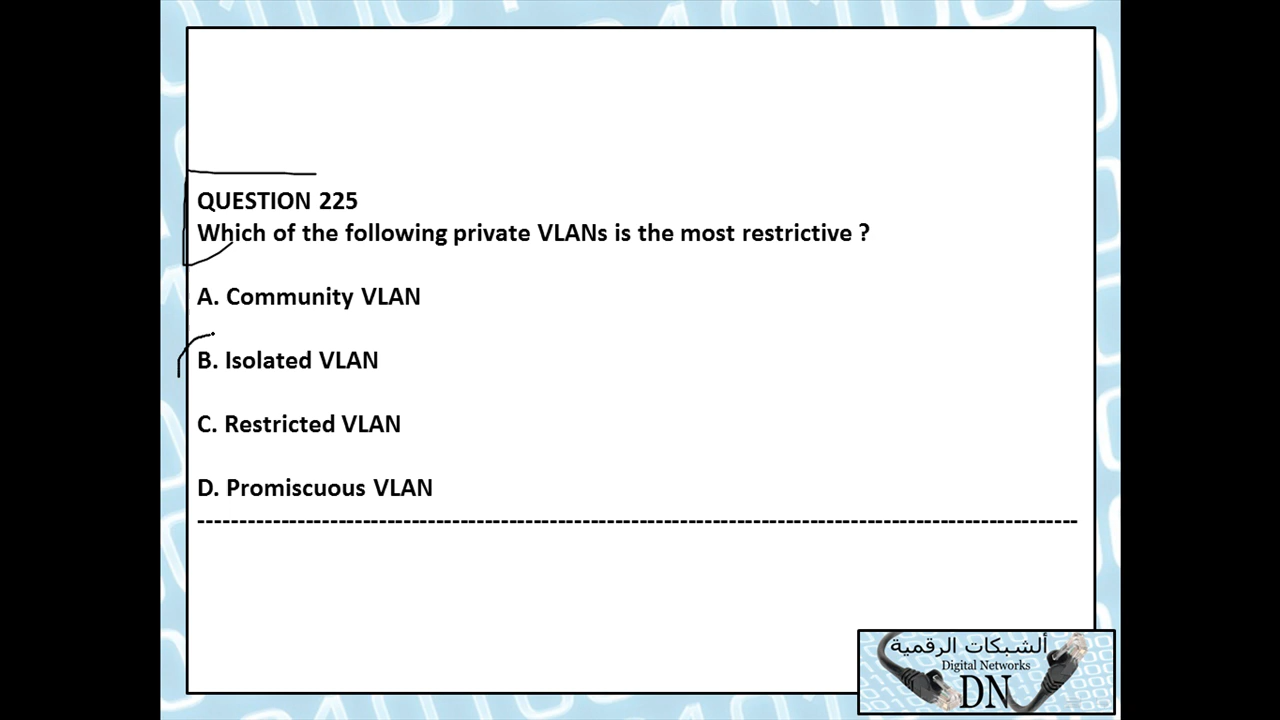 QUESTION 225
Which of the following private VLANs is the most restrictive ?
A. Community VLAN
B. Isolated VLAN
C. Restricted VLAN
D. Promiscuous VLAN
--------------------------------------------------------------------------------------------------------
ألشبكات الرقمية
Digital Networks
DN